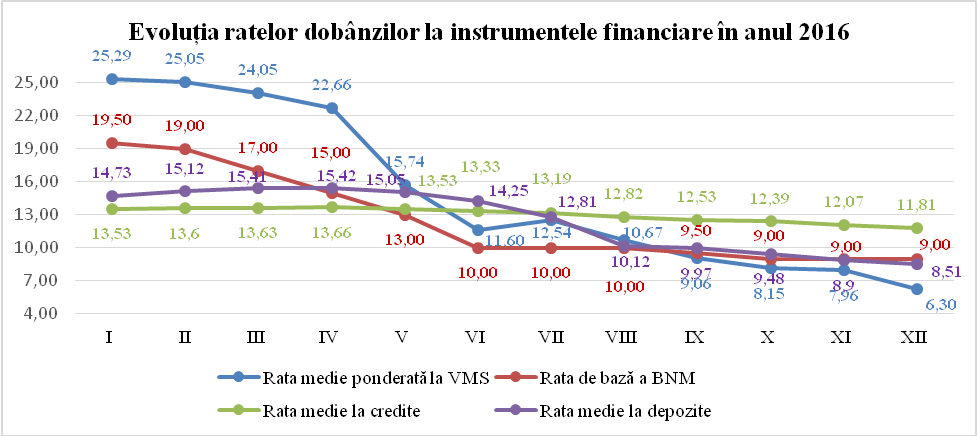 Evoluția ratelor dobânzilor la instrumentele financiare în anul 2016
25,29 25,05 24,05 22,66 15,74 11,60 12,54 10,67 9,06 8,15 7,96 6,30
19,50 19,00 17,00 15,00 13,00 10,00 10,00 10,00 9,50 9,00 9,00 9,00
14,73 15,12 15,41 15,42 15,05 14,25 12,81 10,12 9,97 9,48 8,9 8,51
13,53 13,6 13,63 13,66 13,53 13,33 13,19 12,82 12,53 12,39 12,07 11,81
25,00
22,00
19,00
16,00
13,00
10,00
7,00
4,00
I II III IV V VI VII VIII IX X XI XII
Rata medie ponderată la VMS Rata de bază a BNM
Rata medie la credite Rata medie la depozite